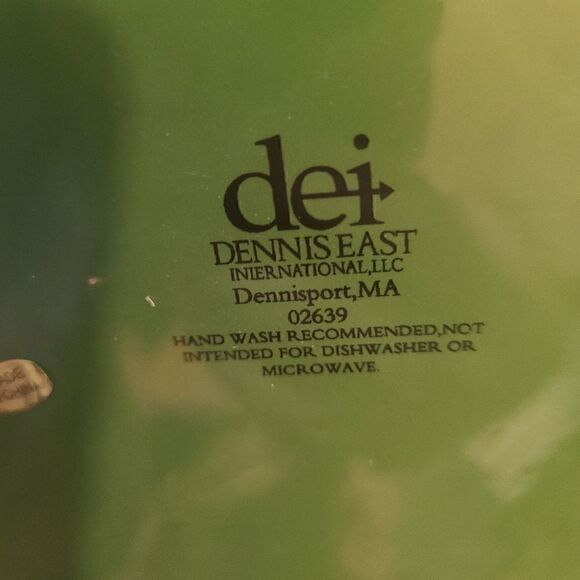 dei
DENNIS EAST
INIERNATIONAL,LLC
Dennisport,MA
02639
HAND WASH RECOMMENDED,NOT
INTENDED FOR DISHWASHER OR
MICROWAVE.